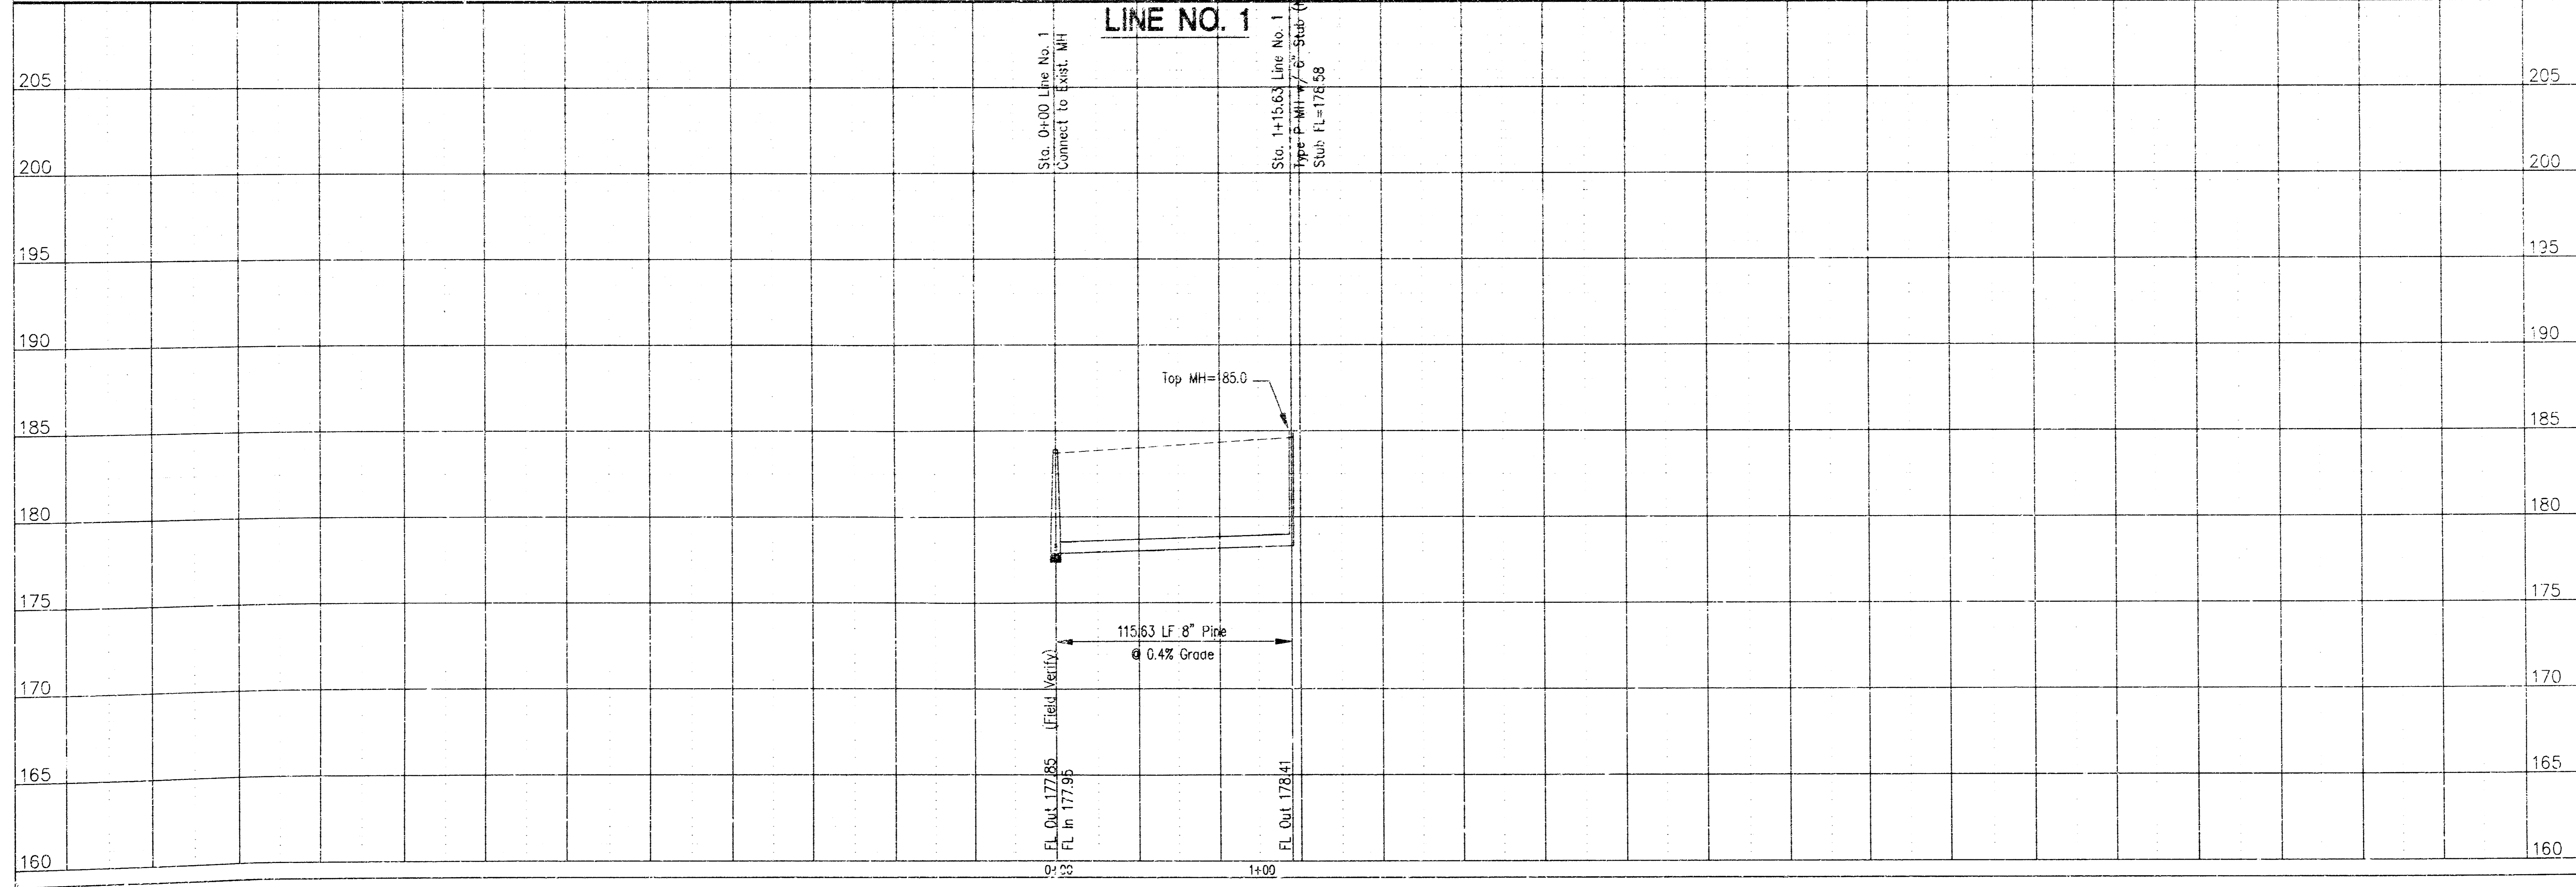 LINE NO. 1
Sta. 0+00 Line No. 1
Connect to Exist. MH
Sta. 1+15.63 Line No. 1
Type P MH w/ 6" Stub
Stub FL=178.58
205 205
200 200
195 195
190 190
Top MH=185.0
185 185
180 180
175 175
115.63 LF 8" Pipe
@ 0.4% Grade
170 170
165 165
FL Out 177.85 (Field Verify)
FL In 177.95
FL Out 178.41
160 160
1+00